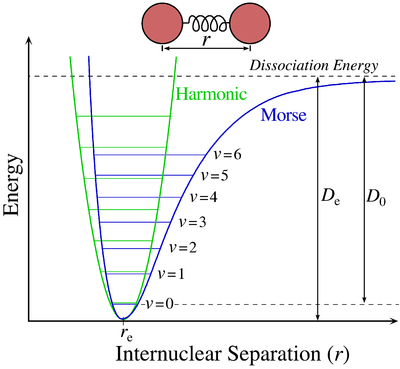 r
Dissociation Energy
Harmonic
Morse
Energy
v=6
v=5
v=4
v=3
v=2
v=1
v=0
Dₑ
D₀
rₑ
Internuclear Separation (r)